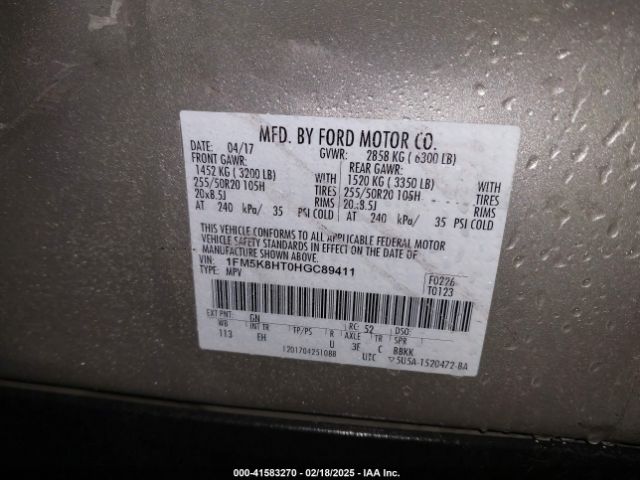 MFD. BY FORD MOTOR CO.
DATE: 04/17 GVWR: 2858 KG ( 6300 LB)
FRONT GAWR: REAR GAWR:
1452 KG ( 3200 LB) WITH 1520 KG ( 3350 LB) WITH
255/50R20 105H TIRES 255/50R20 105H TIRES
20x8.5J RIMS 20x8.5J RIMS
AT 240 kPa/ 35 PSI COLD AT 240 kPa/ 35 PSI COLD
THIS VEHICLE CONFORMS TO ALL APPLICABLE FEDERAL MOTOR
VEHICLE SAFETY STANDARDS IN EFFECT ON THE DATE OF
MANUFACTURE SHOWN ABOVE.
VIN: 1FM5K8HT0HGC89411
TYPE: MPV
F0226
T0123
EXT PNT: GN RC: 52 DSO:
WB INT TR TP/PS R AXLE TR SPR
113 EH U 3F C BBKK
UTC
5U5A-1520472-BA
000-41583270 - 02/18/2025 - IAAI